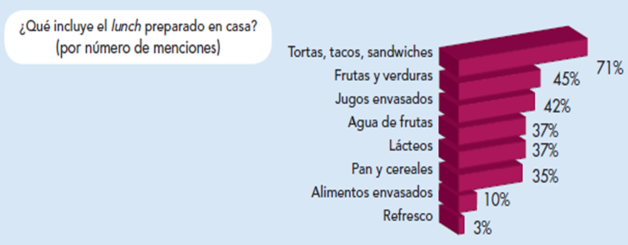 ¿Qué incluye el lunch preparado en casa?
(por número de menciones)
Tortas, tacos, sandwiches 71%
Frutas y verduras 45%
Jugos envasados 42%
Agua de frutas 37%
Lácteos 37%
Pan y cereales 35%
Alimentos envasados 10%
Refresco 3%